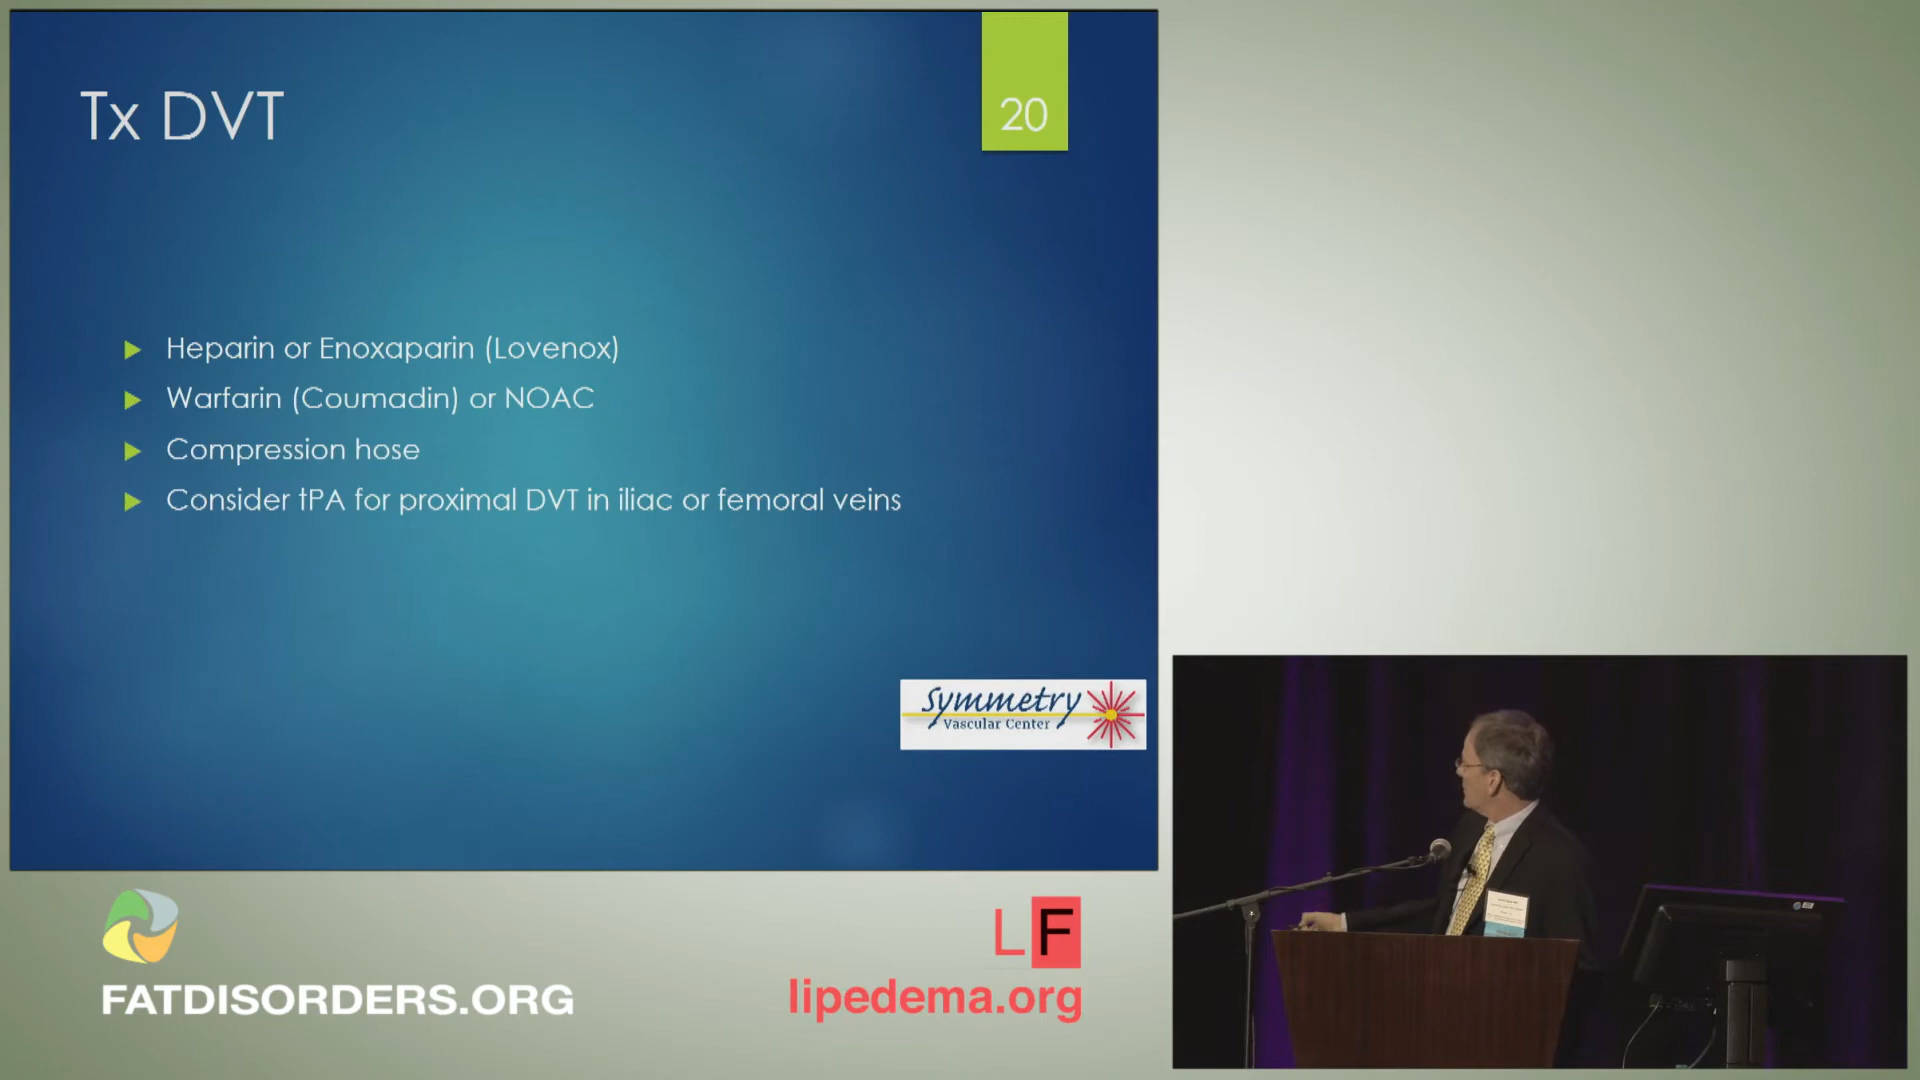 Tx DVT
20
Heparin or Enoxaparin (Lovenox)
Warfarin (Coumadin) or NOAC
Compression hose
Consider tPA for proximal DVT in iliac or femoral veins
Symmetry
Vascular Center
LF
FATDISORDERS.ORG
lipedema.org